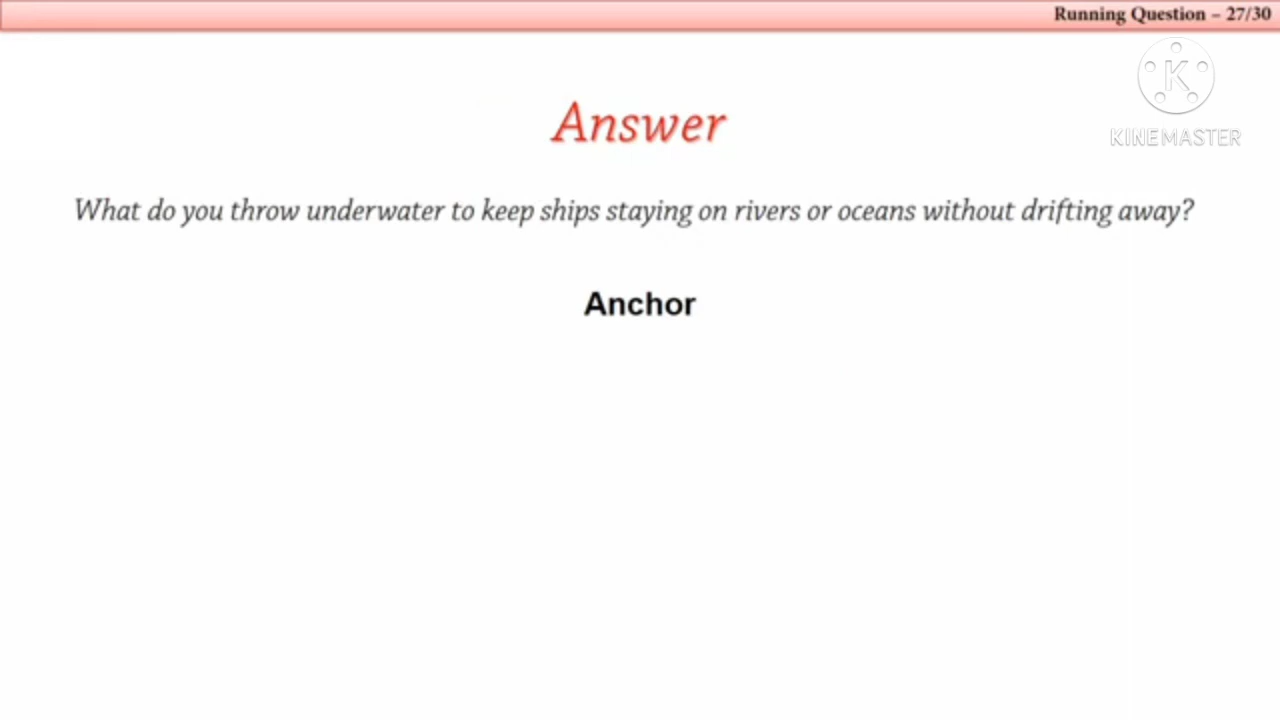 Running Question – 27/30
K
KINEMASTER
Answer
What do you throw underwater to keep ships staying on rivers or oceans without drifting away?
Anchor